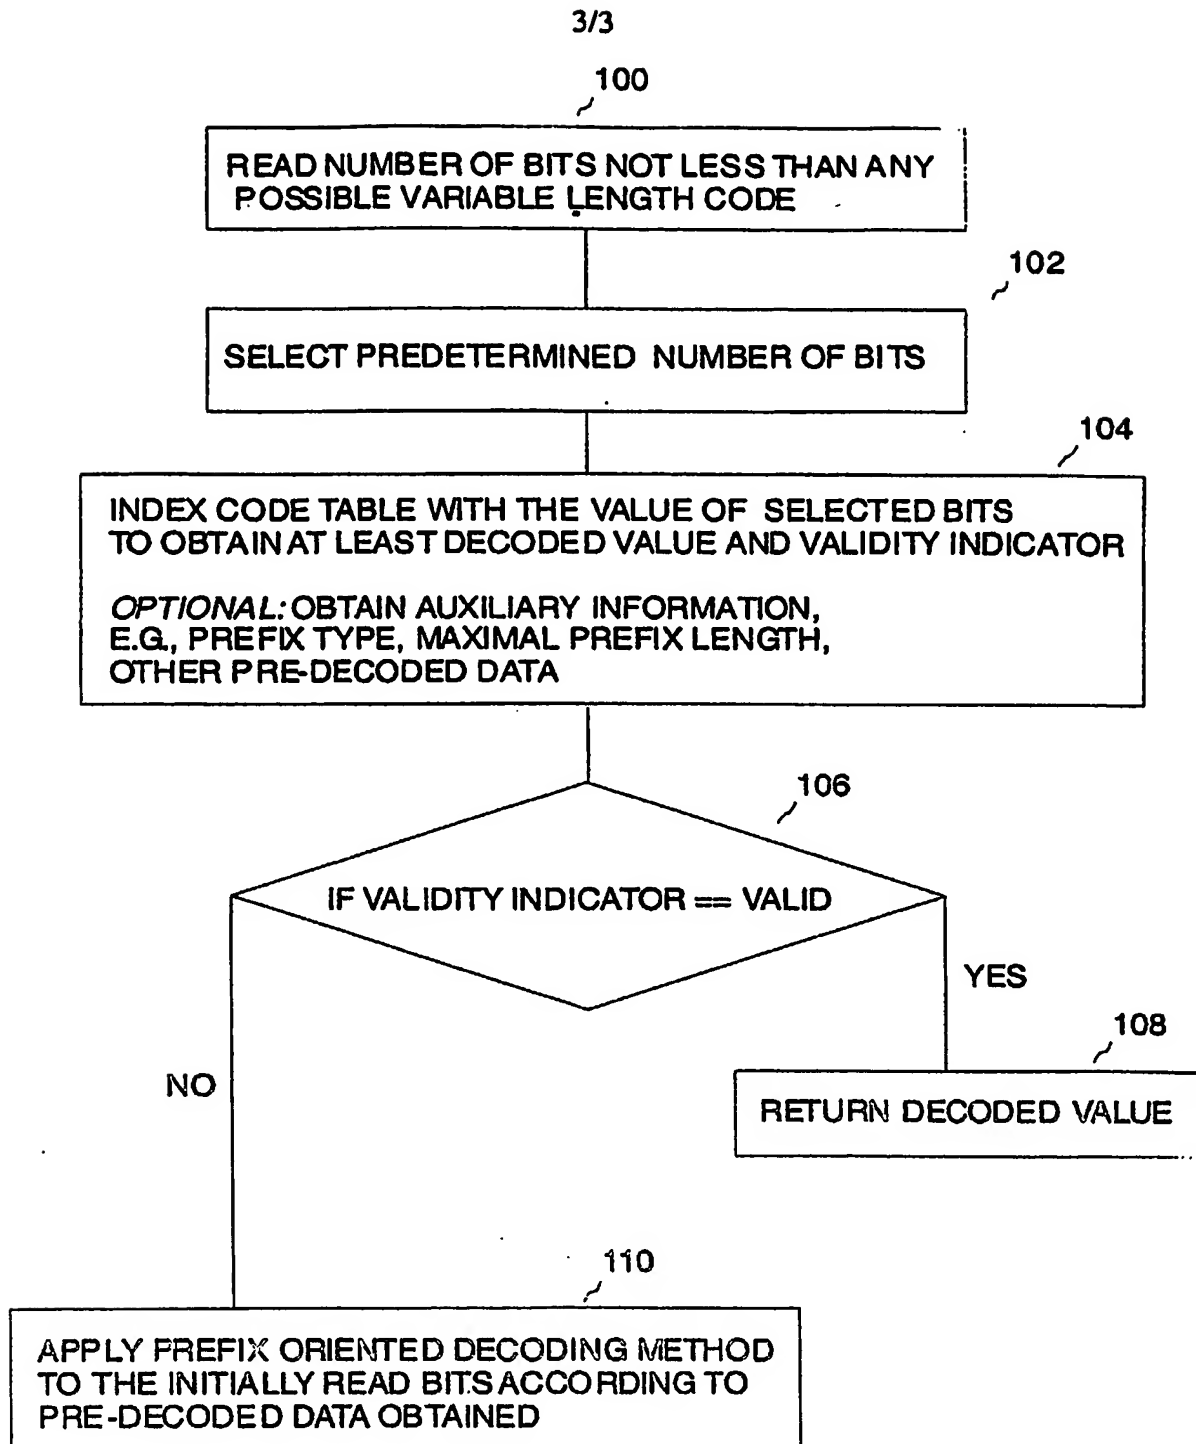 3/3
100
READ NUMBER OF BITS NOT LESS THAN ANY
POSSIBLE VARIABLE LENGTH CODE
102
SELECT PREDETERMINED NUMBER OF BITS
104
INDEX CODE TABLE WITH THE VALUE OF SELECTED BITS
TO OBTAIN AT LEAST DECODED VALUE AND VALIDITY INDICATOR
OPTIONAL: OBTAIN AUXILIARY INFORMATION,
E.G., PREFIX TYPE, MAXIMAL PREFIX LENGTH,
OTHER PRE-DECODED DATA
106
IF VALIDITY INDICATOR == VALID
YES
108
NO
RETURN DECODED VALUE
110
APPLY PREFIX ORIENTED DECODING METHOD
TO THE INITIALLY READ BITS ACCORDING TO
PRE-DECODED DATA OBTAINED